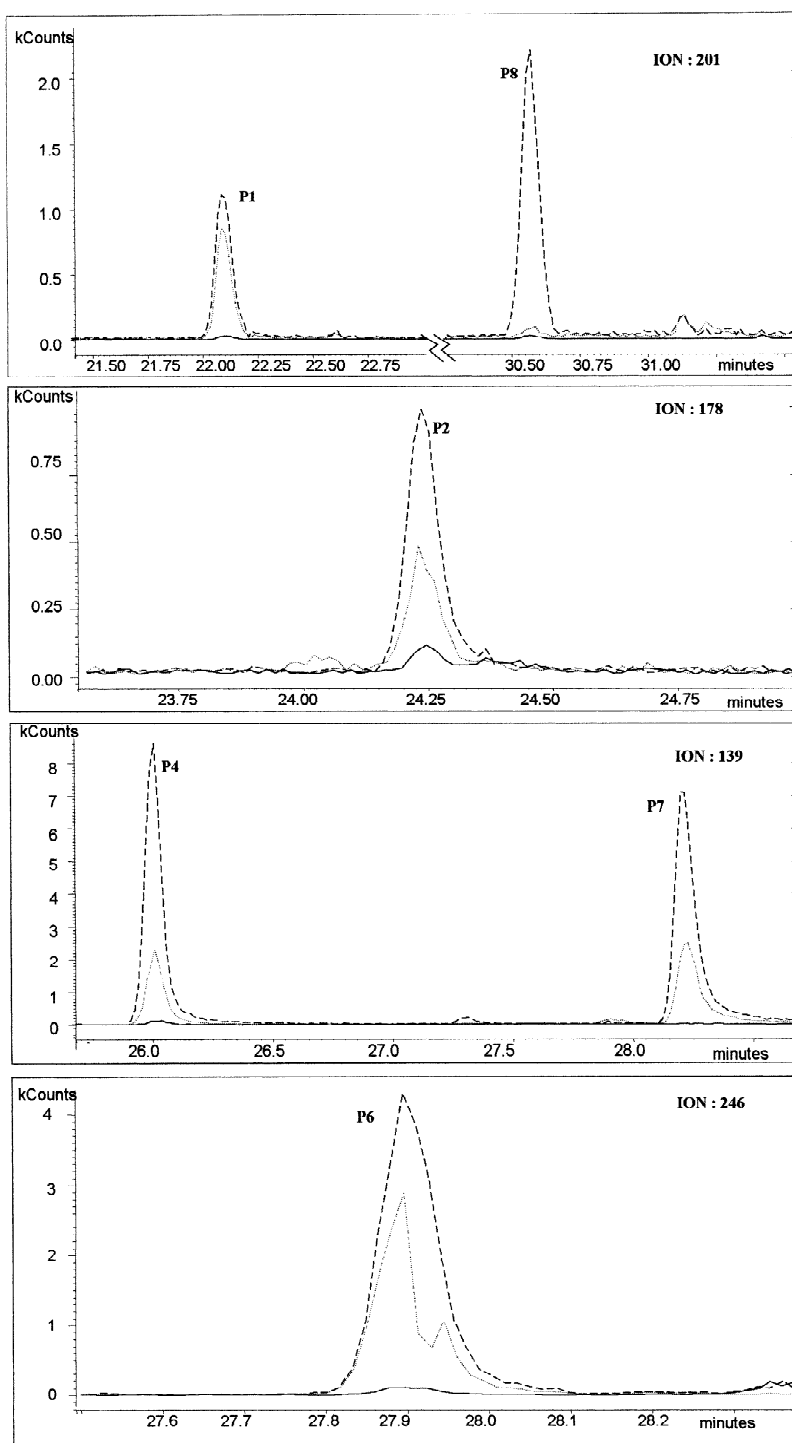 kCounts
ION : 201
P8
2.0
1.5
P1
1.0
0.5
0.0
21.50 21.75 22.00 22.25 22.50 22.75 30.50 30.75 31.00 minutes
kCounts
ION : 178
P2
0.75
0.50
0.25
0.00
23.75 24.00 24.25 24.50 24.75 minutes
kCounts
ION : 139
8
P4
7
P7
6
5
4
3
2
1
0
26.0 26.5 27.0 27.5 28.0 minutes
kCounts
ION : 246
4
P6
3
2
1
0
27.6 27.7 27.8 27.9 28.0 28.1 28.2 minutes